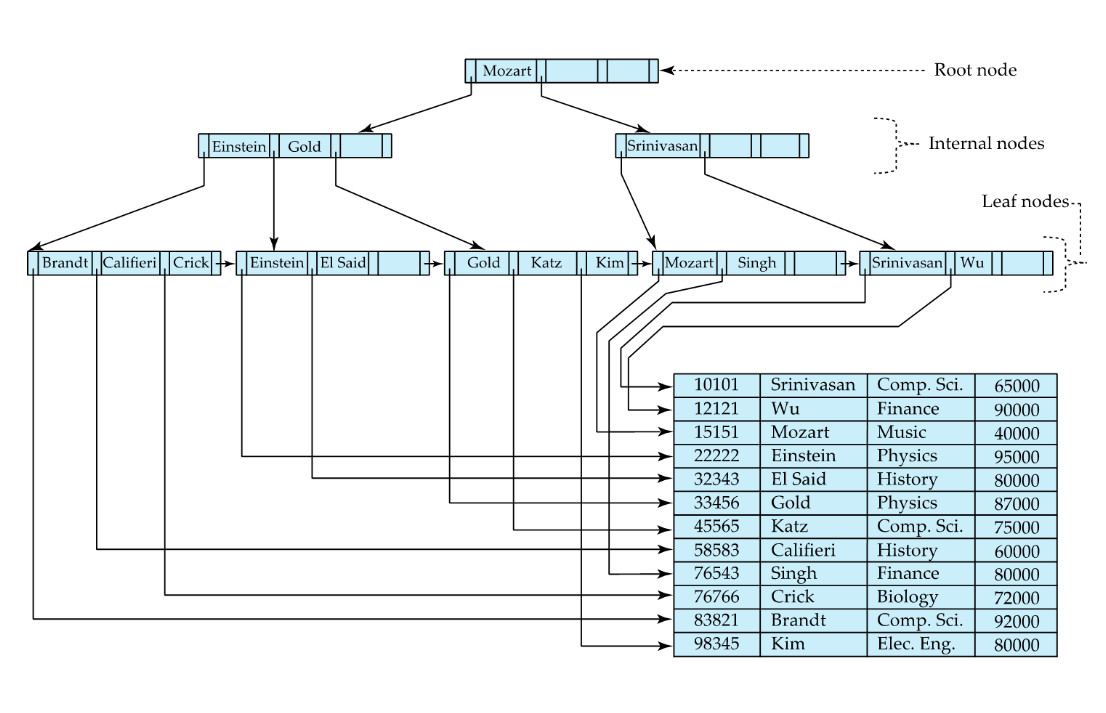 Mozart
Root node
Einstein Gold
Srinivasan
Internal nodes
Leaf nodes
Brandt Califieri Crick
Einstein El Said
Gold Katz Kim
Mozart Singh
Srinivasan Wu
10101 Srinivasan Comp. Sci. 65000
12121 Wu Finance 90000
15151 Mozart Music 40000
22222 Einstein Physics 95000
32343 El Said History 80000
33456 Gold Physics 87000
45565 Katz Comp. Sci. 75000
58583 Califieri History 60000
76543 Singh Finance 80000
76766 Crick Biology 72000
83821 Brandt Comp. Sci. 92000
98345 Kim Elec. Eng. 80000